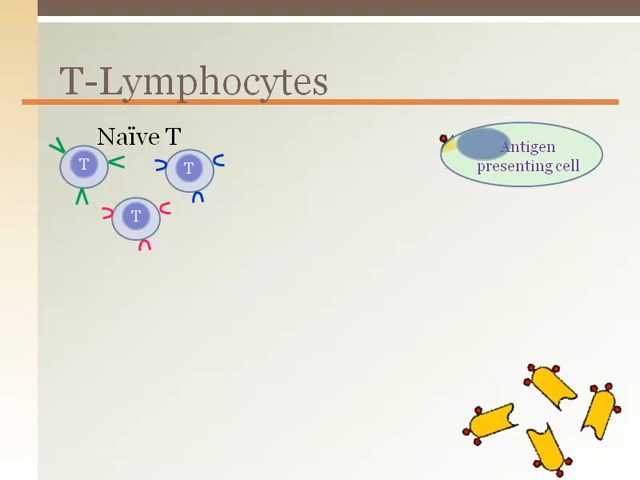 T-Lymphocytes
Naïve T
T
T
T
Antigen
presenting cell